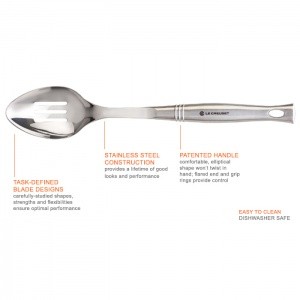 LE CREUSET
TASK-DEFINED
BLADE DESIGNS
carefully-studied shapes,
strengths and flexibilities
ensure optimal performance
STAINLESS STEEL
CONSTRUCTION
provides a lifetime of good
looks and performance
PATENTED HANDLE
comfortable, elliptical
shape won't twist in
hand; flared end and grip
rings provide control
EASY TO CLEAN
DISHWASHER SAFE